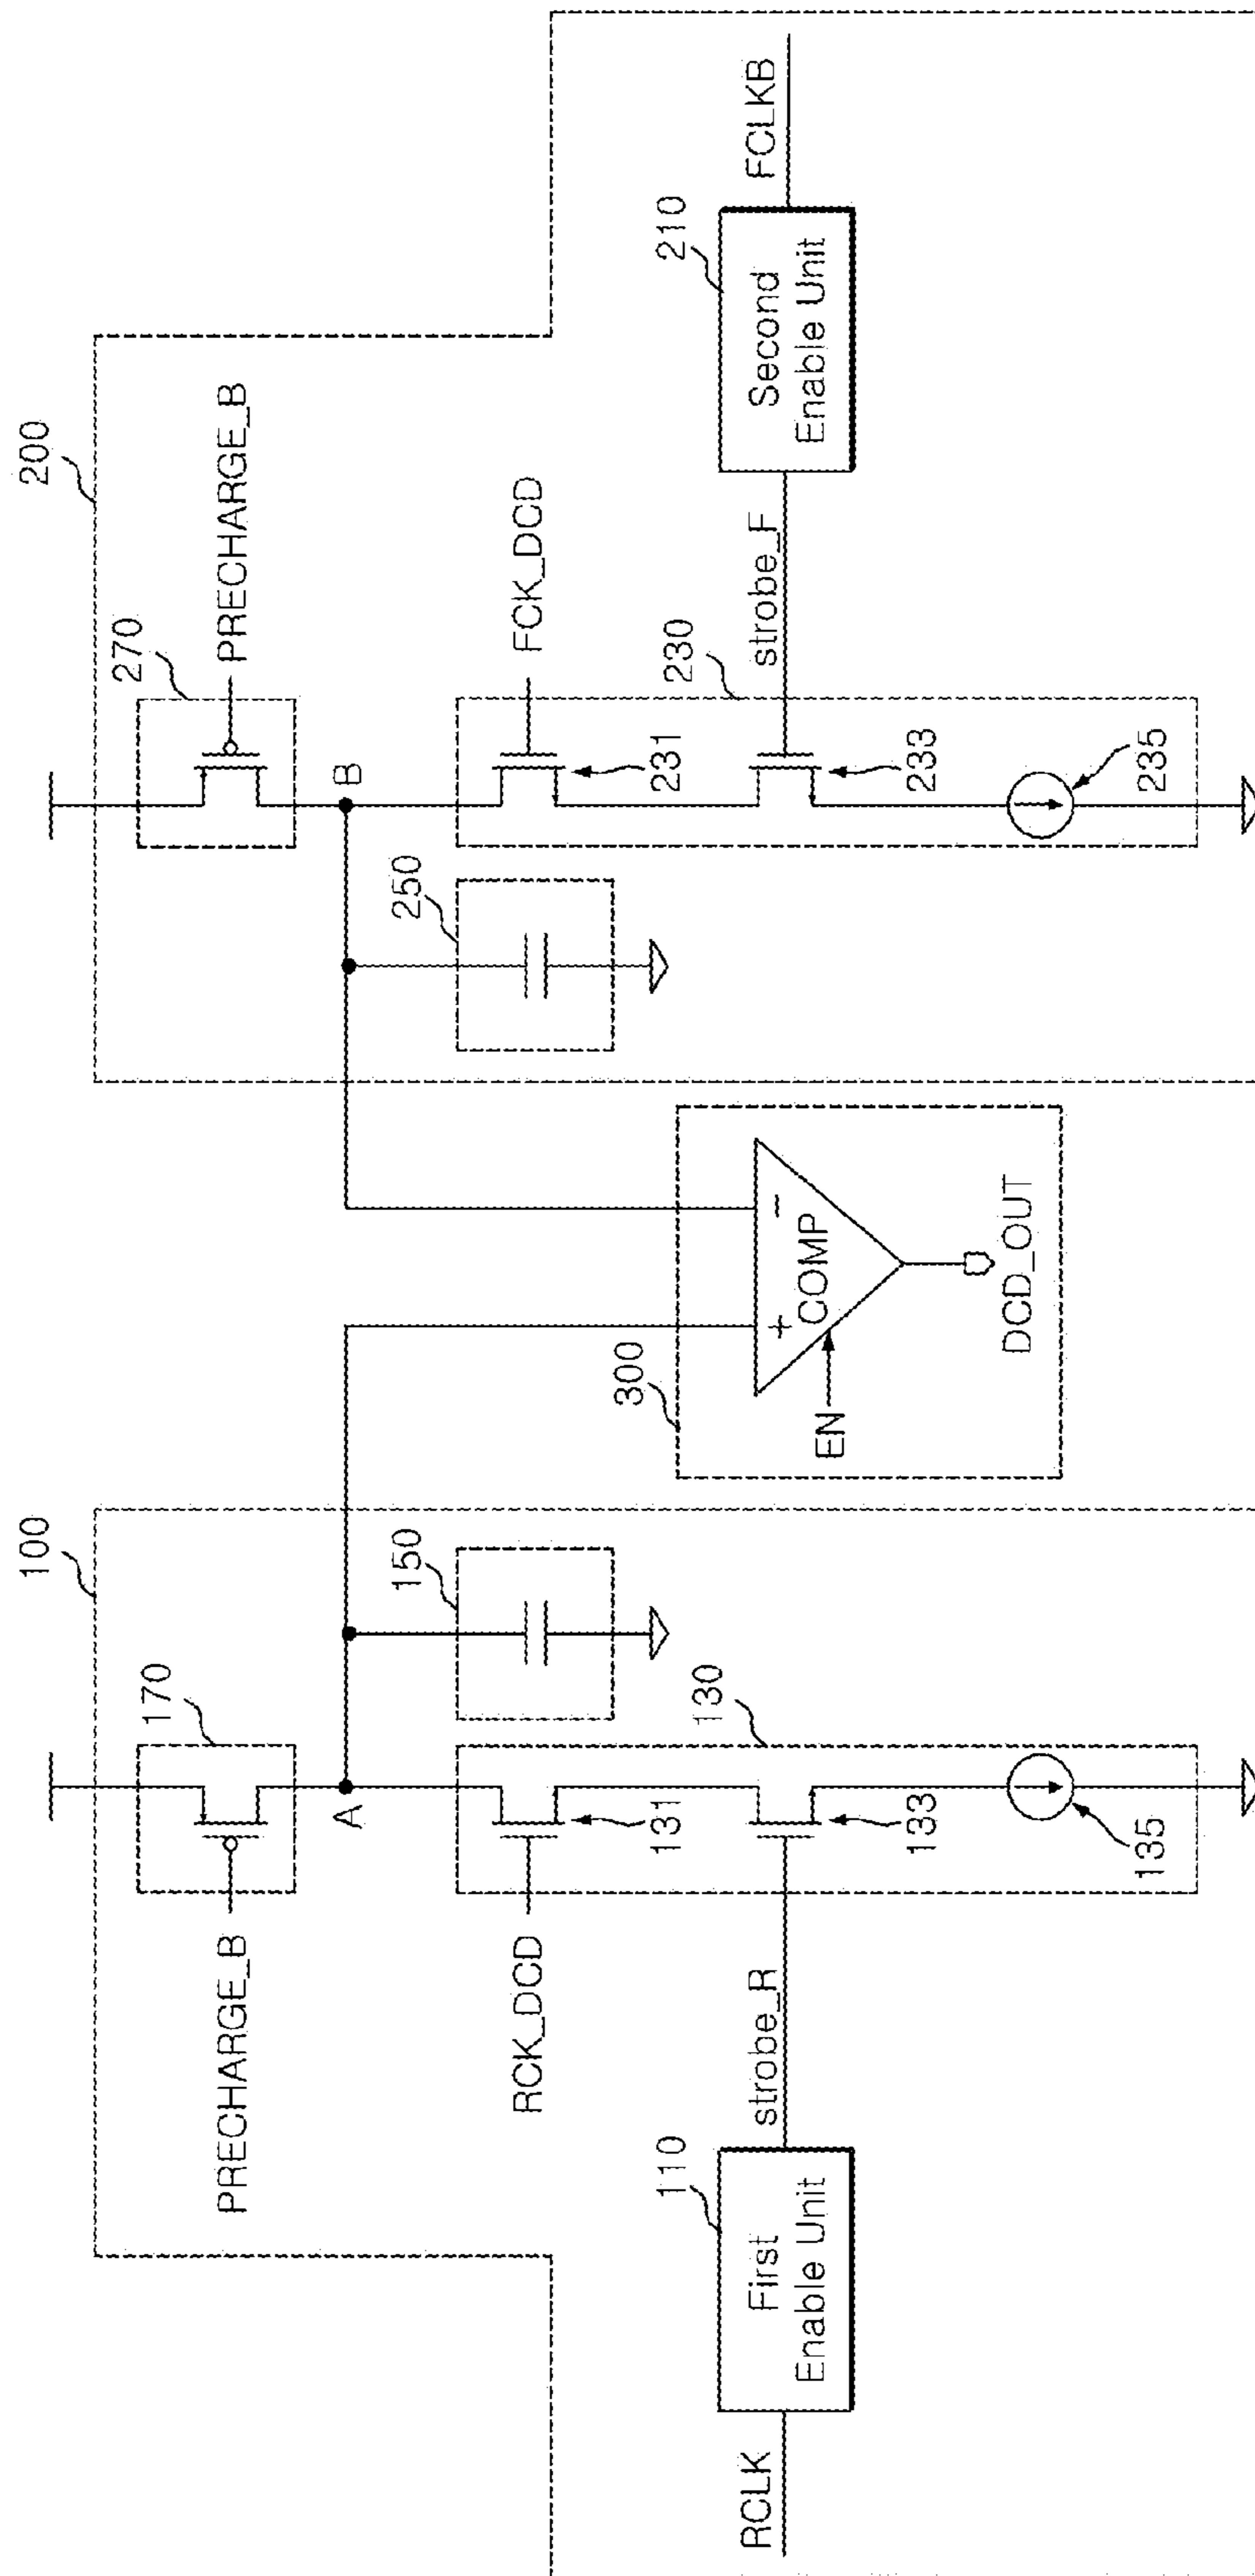 100
200
170
270
PRECHARGE_B
PRECHARGE_B
A
B
150
250
RCK_DCD
FCK_DCD
130
230
131
231
300
110
210
RCLK
First
Enable Unit
strobe_R
133
+
-
COMP
EN
233
strobe_F
Second
Enable Unit
FCLKB
135
235
DCD_OUT